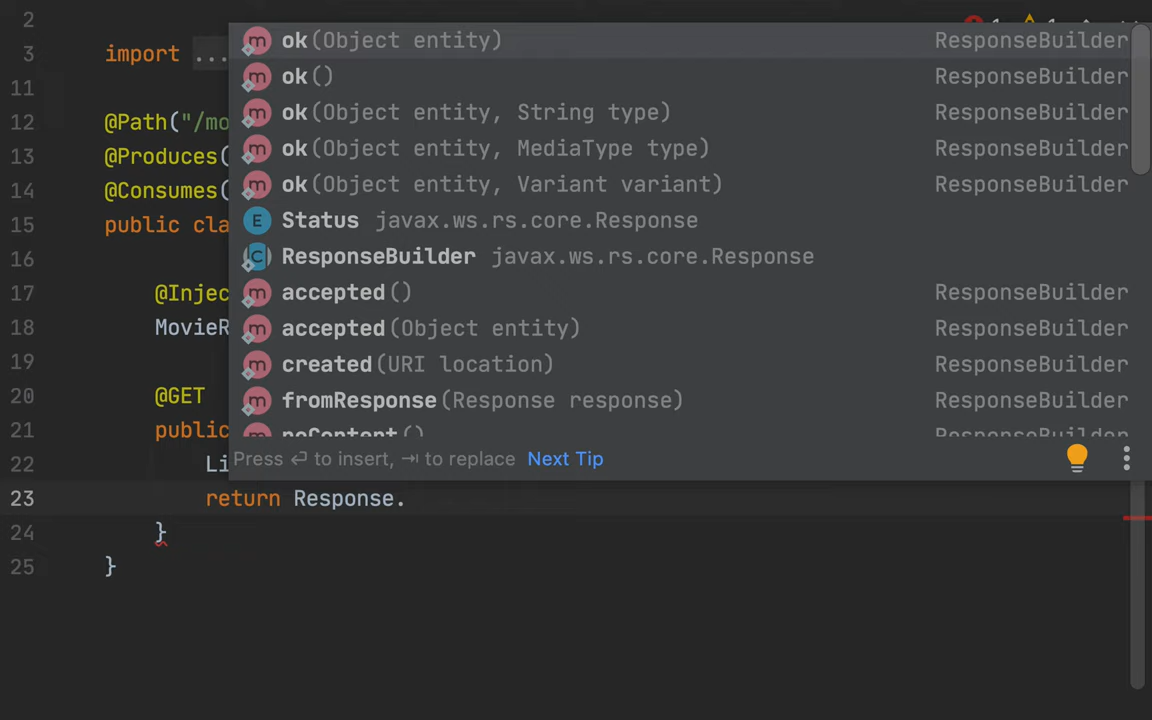 2
3 import ...
11
12 @Path("/mo
13 @Produces(
14 @Consumes(
15 public cla
16
17 @Injec
18 MovieR
19
20 @GET
21 public
22 Li
23 return Response.
24 }
25 }
m ok(Object entity) ResponseBuilder
m ok() ResponseBuilder
m ok(Object entity, String type) ResponseBuilder
m ok(Object entity, MediaType type) ResponseBuilder
m ok(Object entity, Variant variant) ResponseBuilder
E Status javax.ws.rs.core.Response
C ResponseBuilder javax.ws.rs.core.Response
m accepted() ResponseBuilder
m accepted(Object entity) ResponseBuilder
m created(URI location) ResponseBuilder
m fromResponse(Response response) ResponseBuilder
m noContent() ResponseBuilder
Press ↵ to insert, ⇥ to replace Next Tip